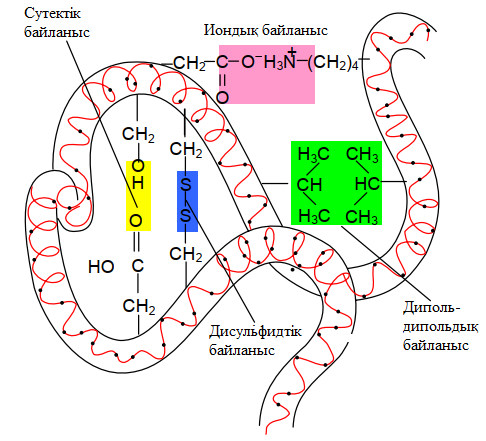 Сутектік
байланыс
Иондық байланыс
CH2 C O⁻H3N⁺(CH2)4
O
CH2
O
H
O
HO C
CH2
CH2
S
S
CH2
H3C CH3
CH HC
H3C CH3
Дисульфидтік
байланыс
Диполь-
дипольдық
байланыс